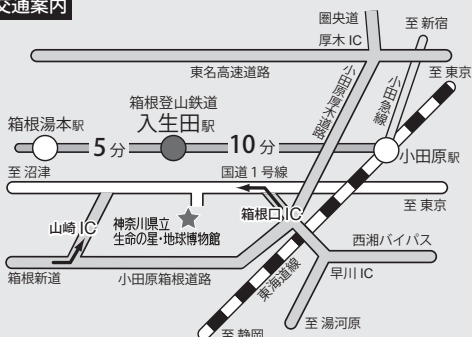 交通案内
圏央道
厚木 IC
至 新宿
東名高速道路
小田原厚木道路
小田急線
至 東京
箱根登山鉄道
箱根湯本駅
入生田駅
5分
10分
小田原駅
至 沼津
国道1号線
至 東京
山崎 IC
神奈川県立
生命の星・地球博物館
箱根口 IC
西湘バイパス
箱根新道
小田原箱根道路
東海道線
早川 IC
至 静岡
至 湯河原